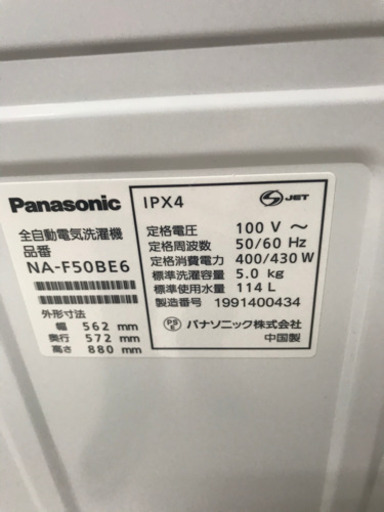 Panasonic
全自動電気洗濯機
品番
NA-F50BE6
外形寸法
幅 562 mm
奥行 572 mm
高さ 880 mm
IPX4
JET
定格電圧 100 V ~
定格周波数 50/60 Hz
定格消費電力 400/430 W
標準洗濯容量 5.0 kg
標準使用水量 114 L
製造番号 1991400434
PS E パナソニック株式会社
中国製